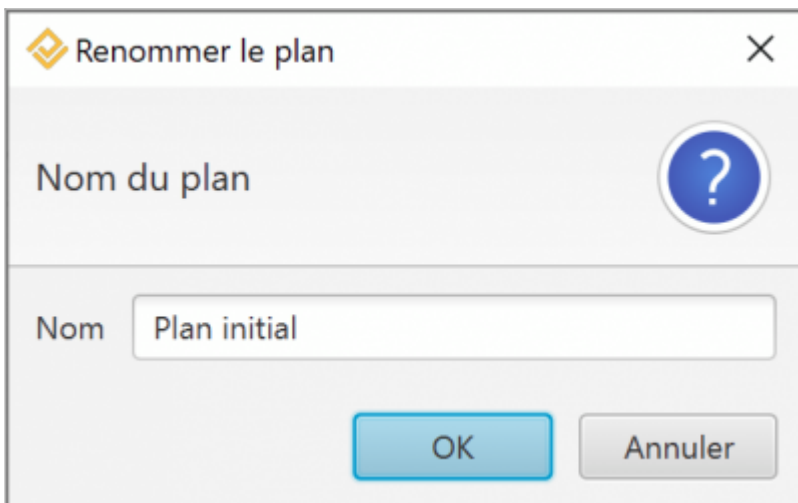 Renommer le plan
Nom du plan
?
Nom Plan initial
OK Annuler